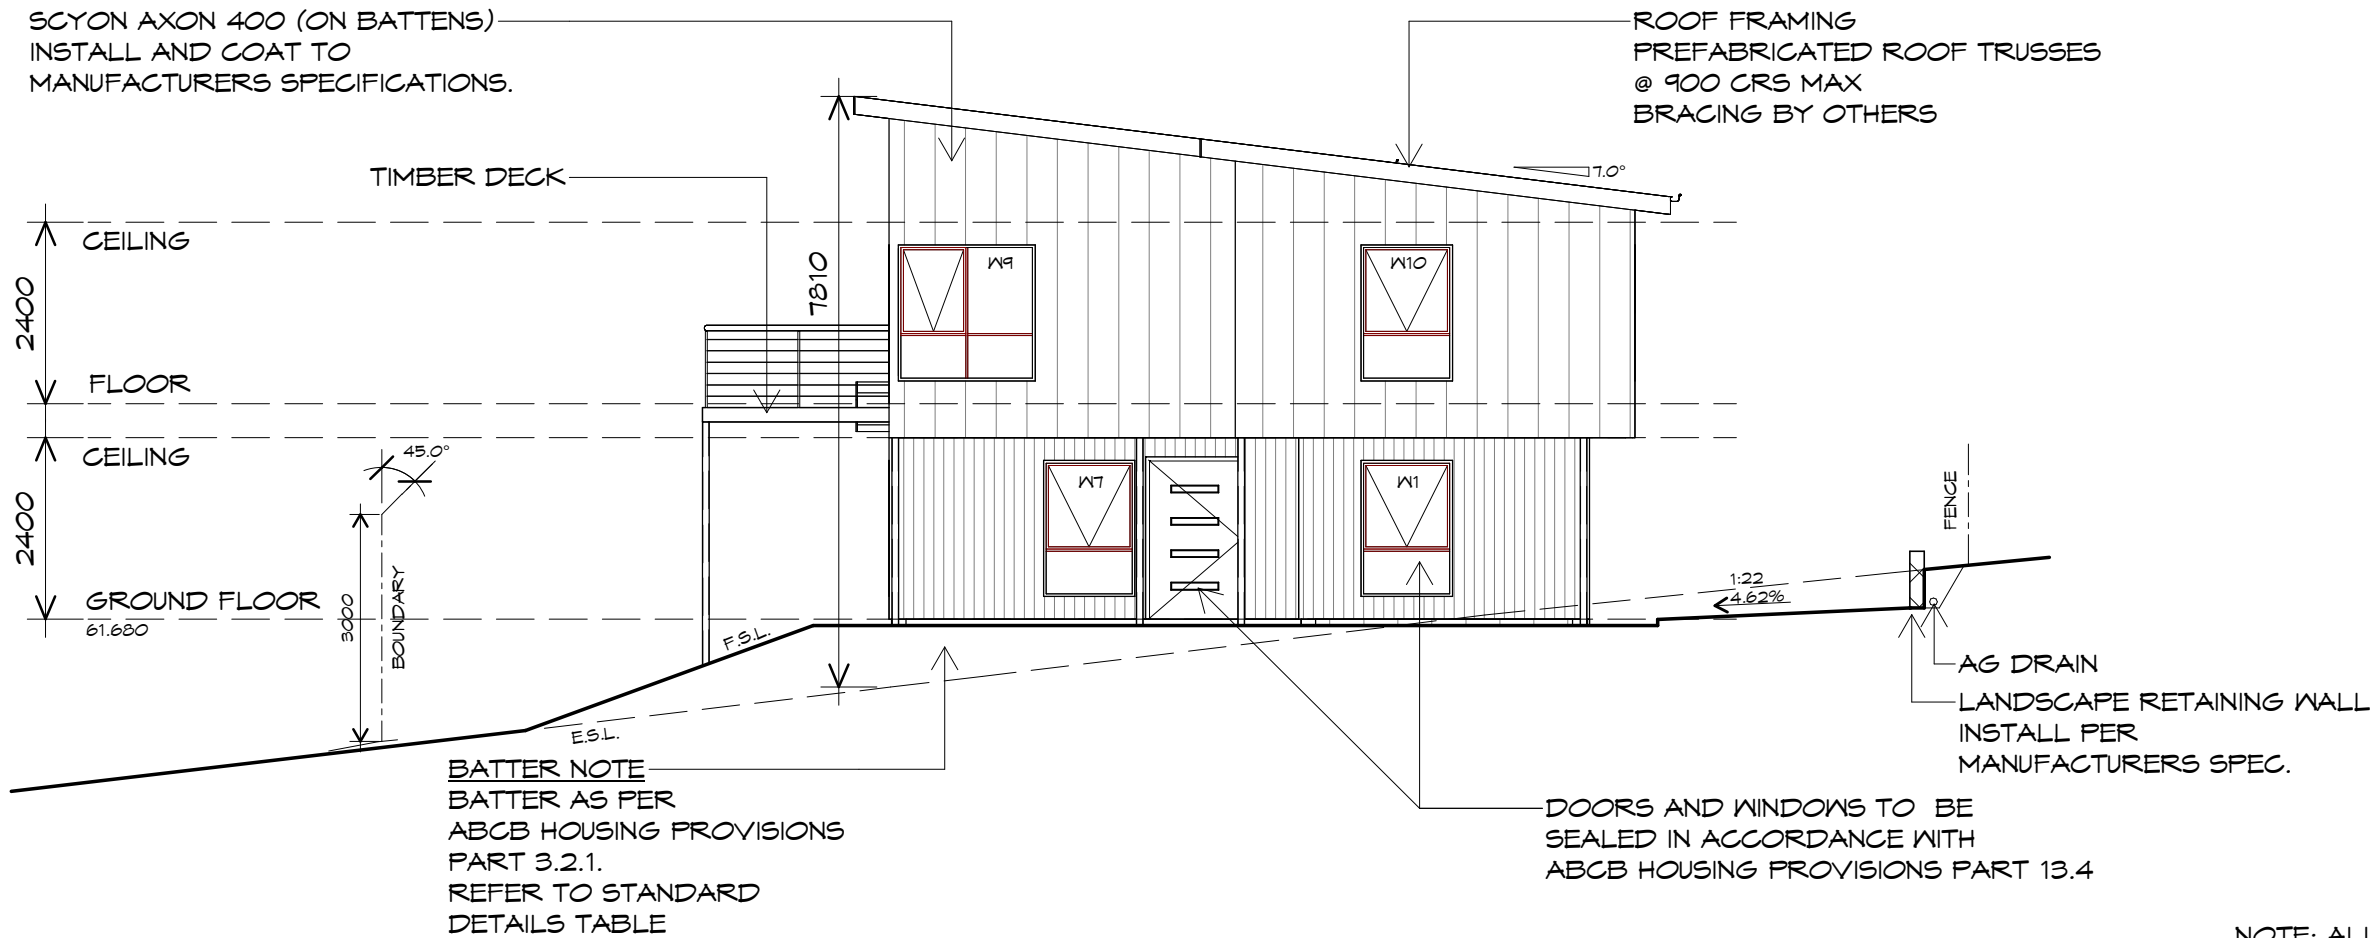 SCYON AXON 400 (ON BATTENS)
INSTALL AND COAT TO
MANUFACTURERS SPECIFICATIONS.
ROOF FRAMING
PREFABRICATED ROOF TRUSSES
@ 900 CRS MAX
BRACING BY OTHERS
TIMBER DECK
7.0°
CEILING
2400
FLOOR
7810
W9
W10
CEILING
2400
GROUND FLOOR
61.680
45.0°
3000
BOUNDARY
W7
W1
FENCE
1:22
4.62%
F.S.L.
E.S.L.
AG DRAIN
LANDSCAPE RETAINING WALL
INSTALL PER
MANUFACTURERS SPEC.
BATTER NOTE
BATTER AS PER
ABCB HOUSING PROVISIONS
PART 3.2.1.
REFER TO STANDARD
DETAILS TABLE
DOORS AND WINDOWS TO BE
SEALED IN ACCORDANCE WITH
ABCB HOUSING PROVISIONS PART 13.4
NOTE: ALL